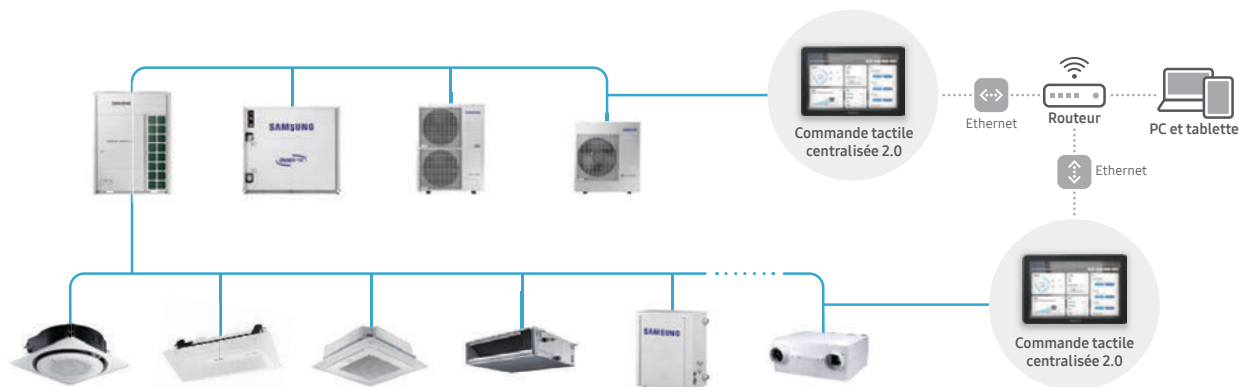 SAMSUNG
SAMSUNG
Commande tactile
centralisée 2.0
Ethernet
Routeur
PC et tablette
Ethernet
SAMSUNG
Commande tactile
centralisée 2.0